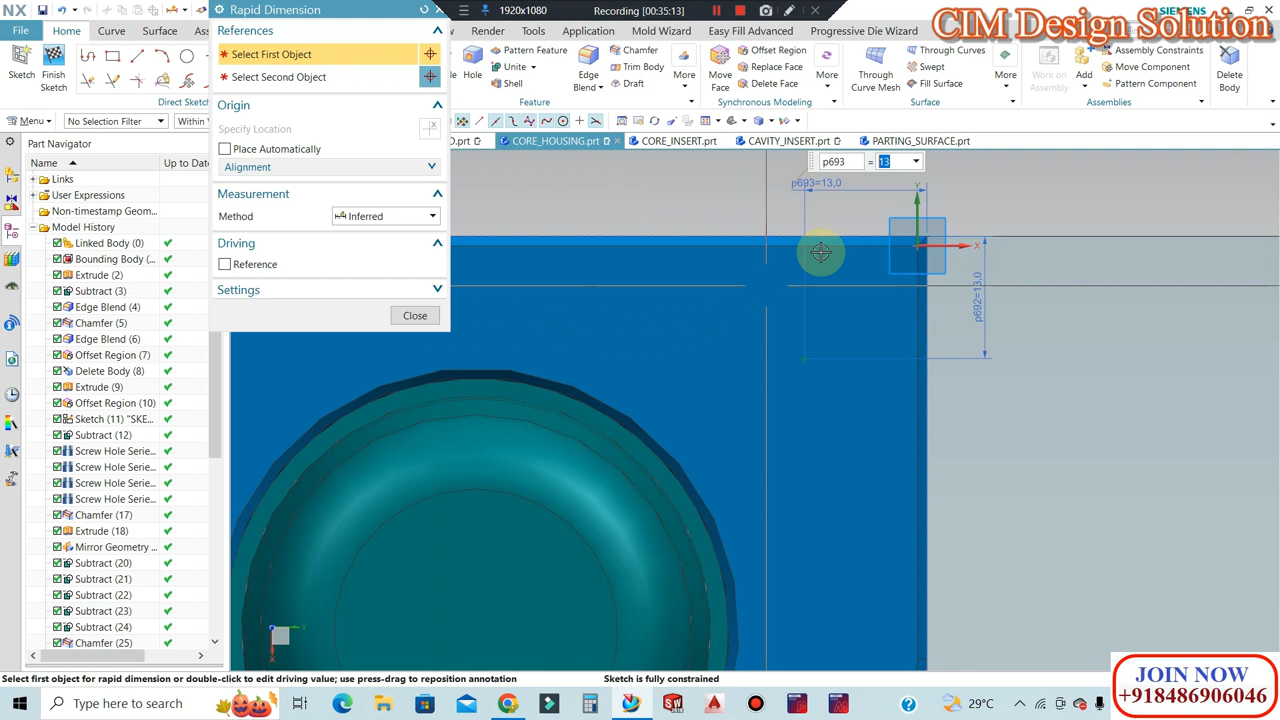 NX
Rapid Dimension
1920x1080
Recording [00:35:13]
SIEMENS
CIM Design Solution
File
Home
Curve
Surface
Render
Tools
Application
Mold Wizard
Easy Fill Advanced
Progressive Die Wizard
References
* Select First Object
* Select Second Object
Origin
Specify Location
Place Automatically
Alignment
Measurement
Method
Inferred
Driving
Reference
Settings
Close
Sketch
Finish
Sketch
Direct Sketch
Hole
Pattern Feature
Unite
Shell
Edge
Blend
Chamfer
Trim Body
Draft
More
Feature
Move
Face
Offset Region
Replace Face
Delete Face
More
Synchronous Modeling
Through
Curve Mesh
Through Curves
Swept
Fill Surface
More
Surface
Work on
Assembly
Add
Assembly Constraints
Move Component
Pattern Component
Assemblies
Delete
Body
Menu
No Selection Filter
Part Navigator
CORE_HOUSING.prt
CORE_INSERT.prt
CAVITY_INSERT.prt
PARTING_SURFACE.prt
Name
Up to Date
Links
User Expressions
Non-timestamp Geom...
Model History
Linked Body (0)
Bounding Body (...
Extrude (2)
Subtract (3)
Edge Blend (4)
Chamfer (5)
Edge Blend (6)
Offset Region (7)
Delete Body (8)
Extrude (9)
Offset Region (10)
Sketch (11) "SKE...
Subtract (12)
Screw Hole Serie...
Screw Hole Serie...
Screw Hole Serie...
Screw Hole Serie...
Chamfer (17)
Extrude (18)
Mirror Geometry ...
Subtract (20)
Subtract (21)
Subtract (22)
Subtract (23)
Subtract (24)
Chamfer (25)
p693 = 13
p693=13,0
Y
X
p692=13,0
Y
X
Select first object for rapid dimension or double-click to edit driving value; use press-drag to reposition annotation
Sketch is fully constrained
JOIN NOW
+918486906046
Type here to search
29°C